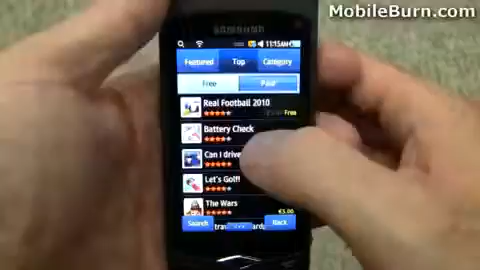 MobileBurn.com
SAMSUNG
11:15AM
Featured Top Category
Free Paid
Real Football 2010
Free
Battery Check
Can I drive
Let's Golf!
The Wars
€5.00
Search Back